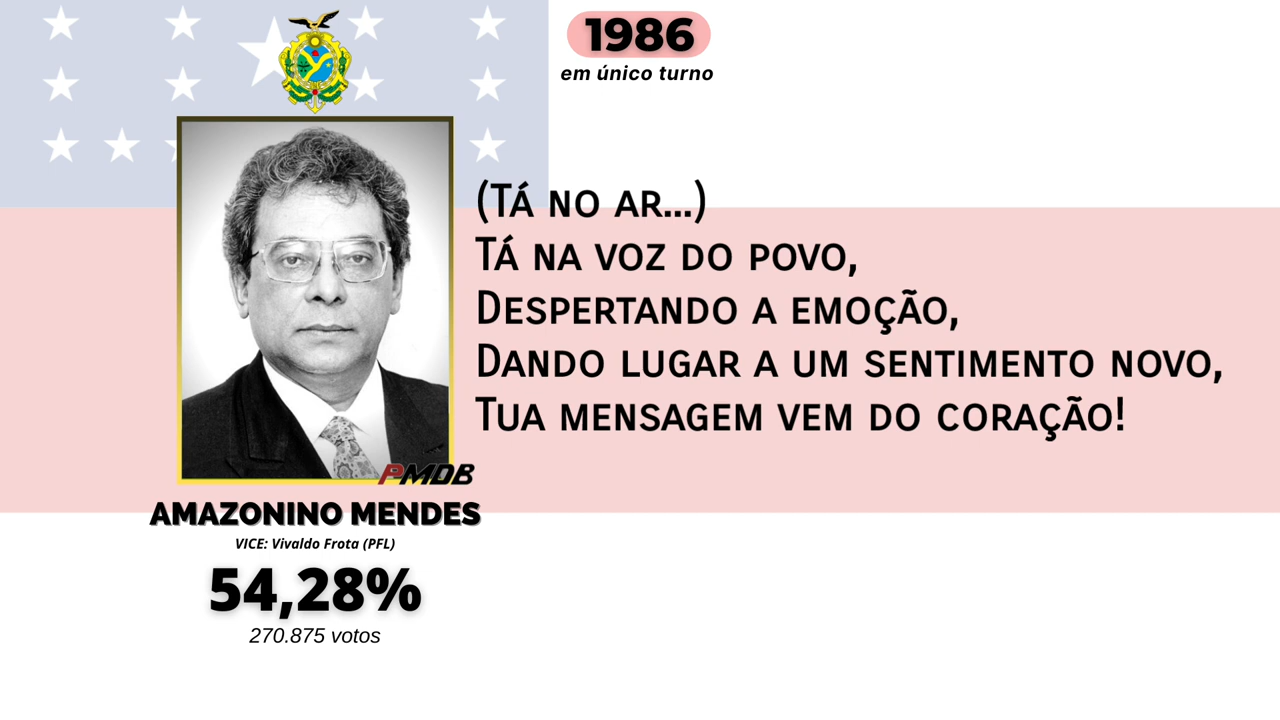 1986
em único turno
(Tá no ar...)
Tá na voz do povo,
Despertando a emoção,
Dando lugar a um sentimento novo,
Tua mensagem vem do coração!
PMDB
AMAZONINO MENDES
VICE: Vivaldo Frota (PFL)
54,28%
270.875 votos